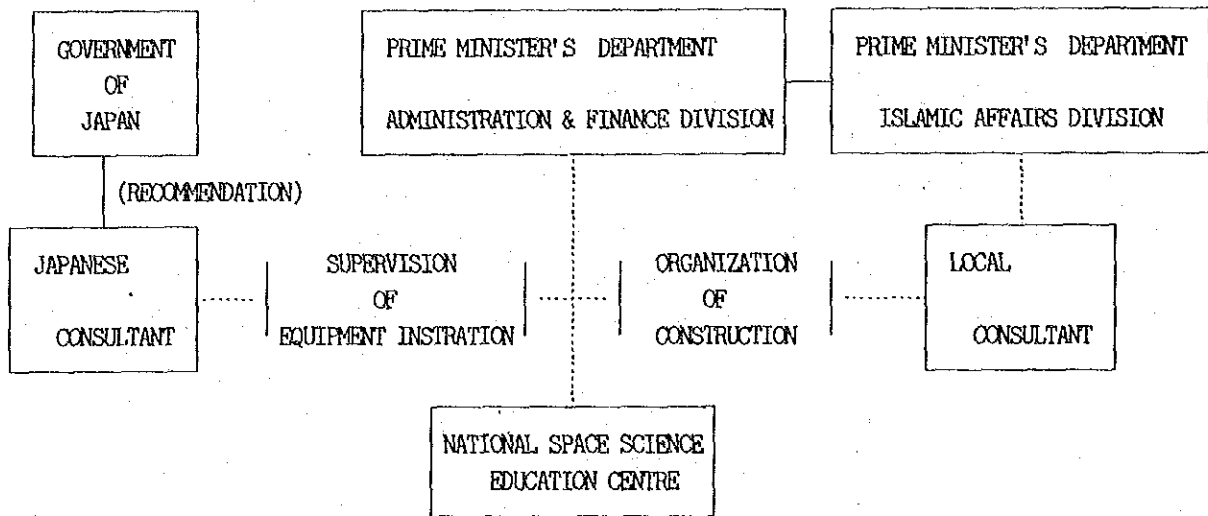 GOVERNMENT
OF
JAPAN
PRIME MINISTER'S DEPARTMENT
ADMINISTRATION & FINANCE DIVISION
PRIME MINISTER'S DEPARTMENT
ISLAMIC AFFAIRS DIVISION
(RECOMMENDATION)
JAPANESE
CONSULTANT
SUPERVISION
OF
EQUIPMENT INSTRATION
ORGANIZATION
OF
CONSTRUCTION
LOCAL
CONSULTANT
NATIONAL SPACE SCIENCE
EDUCATION CENTRE